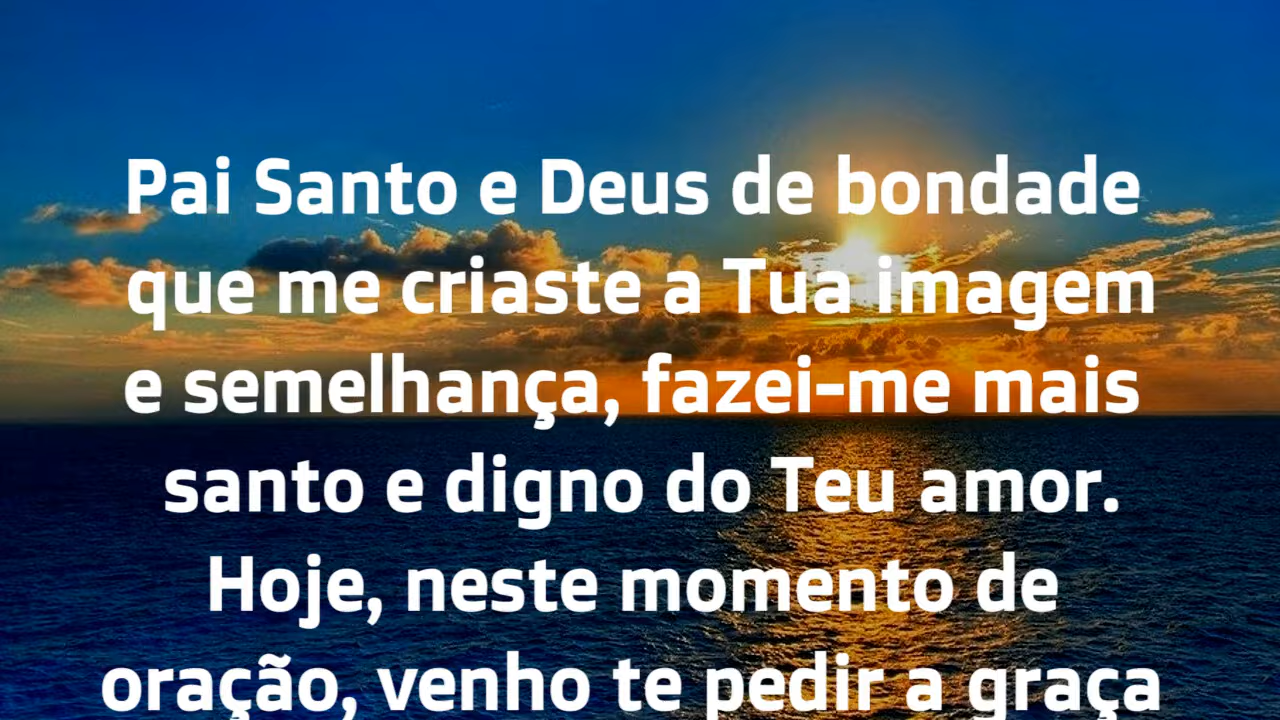 Pai Santo e Deus de bondade
que me criaste a Tua imagem
e semelhança, fazei-me mais
santo e digno do Teu amor.
Hoje, neste momento de
oração, venho te pedir a graça